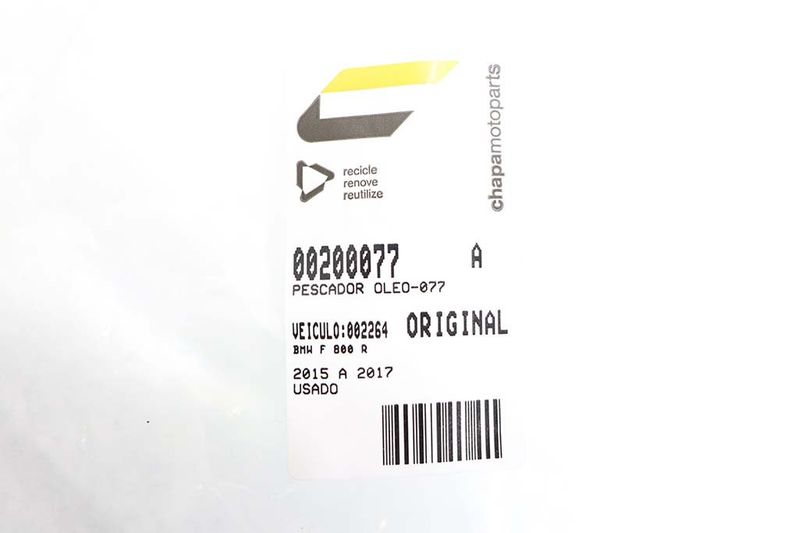 chapamotoparts
recicle
renove
reutilize
00200077 A
PESCADOR OLEO-077
VEICULO:002264 ORIGINAL
BMW F 800 R
2015 A 2017
USADO